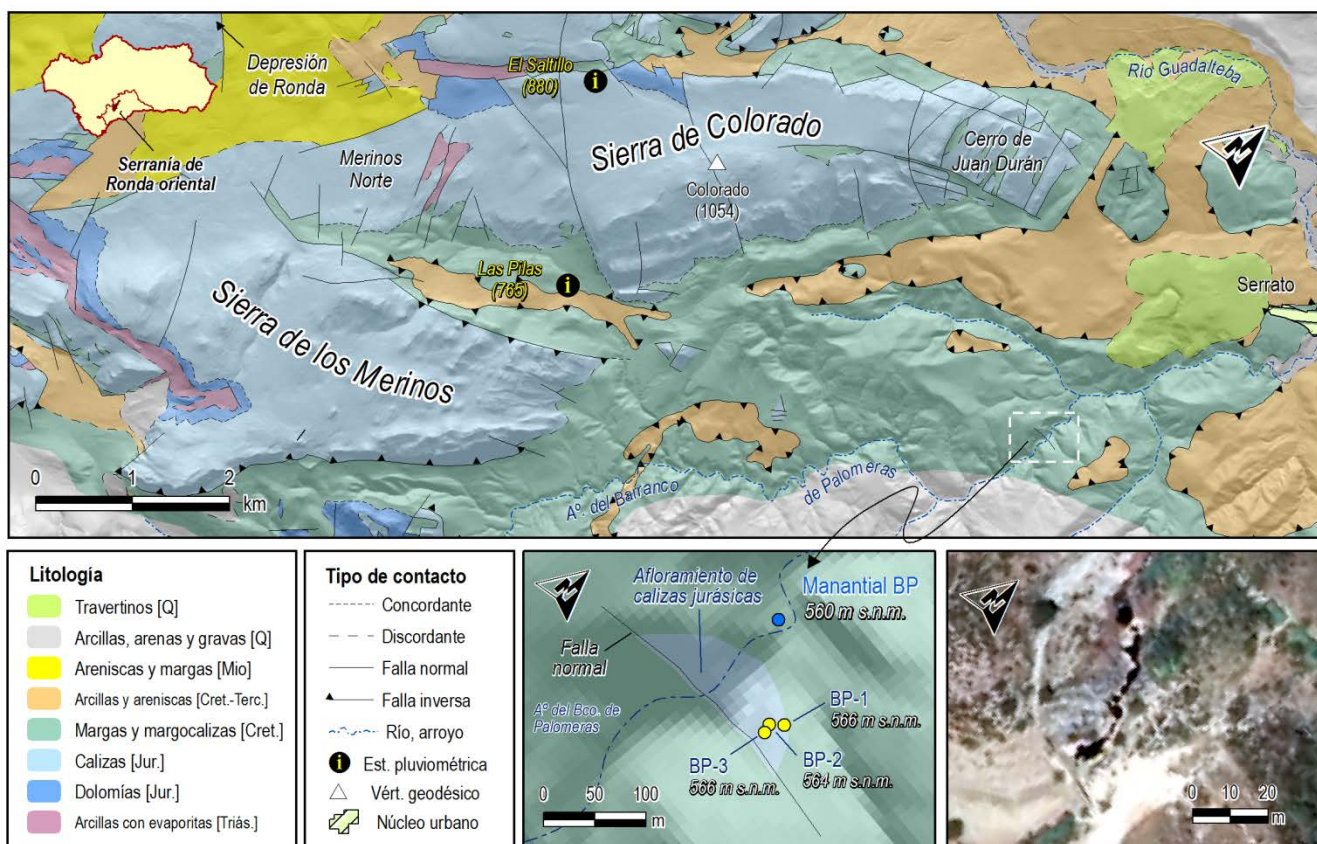 Depresión
de Ronda
El Saltillo
(880)
i
Río Guadalteba
Serranía de
Ronda oriental
Merinos
Norte
Sierra de Colorado
Cerro de
Juan Durán
N
Colorado
(1054)
Las Pilas
(765)
i
Serrato
Sierra de los Merinos
0 1 2
km
Aº. del Barranco
de Palomeras
Litología
Travertinos [Q]
Arcillas, arenas y gravas [Q]
Areniscas y margas [Mio]
Arcillas y areniscas [Cret.-Terc.]
Margas y margocalizas [Cret.]
Calizas [Jur.]
Dolomías [Jur.]
Arcillas con evaporitas [Triás.]
Tipo de contacto
Concordante
Discordante
Falla normal
Falla inversa
Río, arroyo
i Est. pluviométrica
Vért. geodésico
Núcleo urbano
N
Afloramiento de
calizas jurásicas
Manantial BP
560 m s.n.m.
Falla
normal
Aº del Bco. de
Palomeras
BP-1
566 m s.n.m.
BP-2
564 m s.n.m.
BP-3
566 m s.n.m.
0 50 100
m
N
0 10 20
m